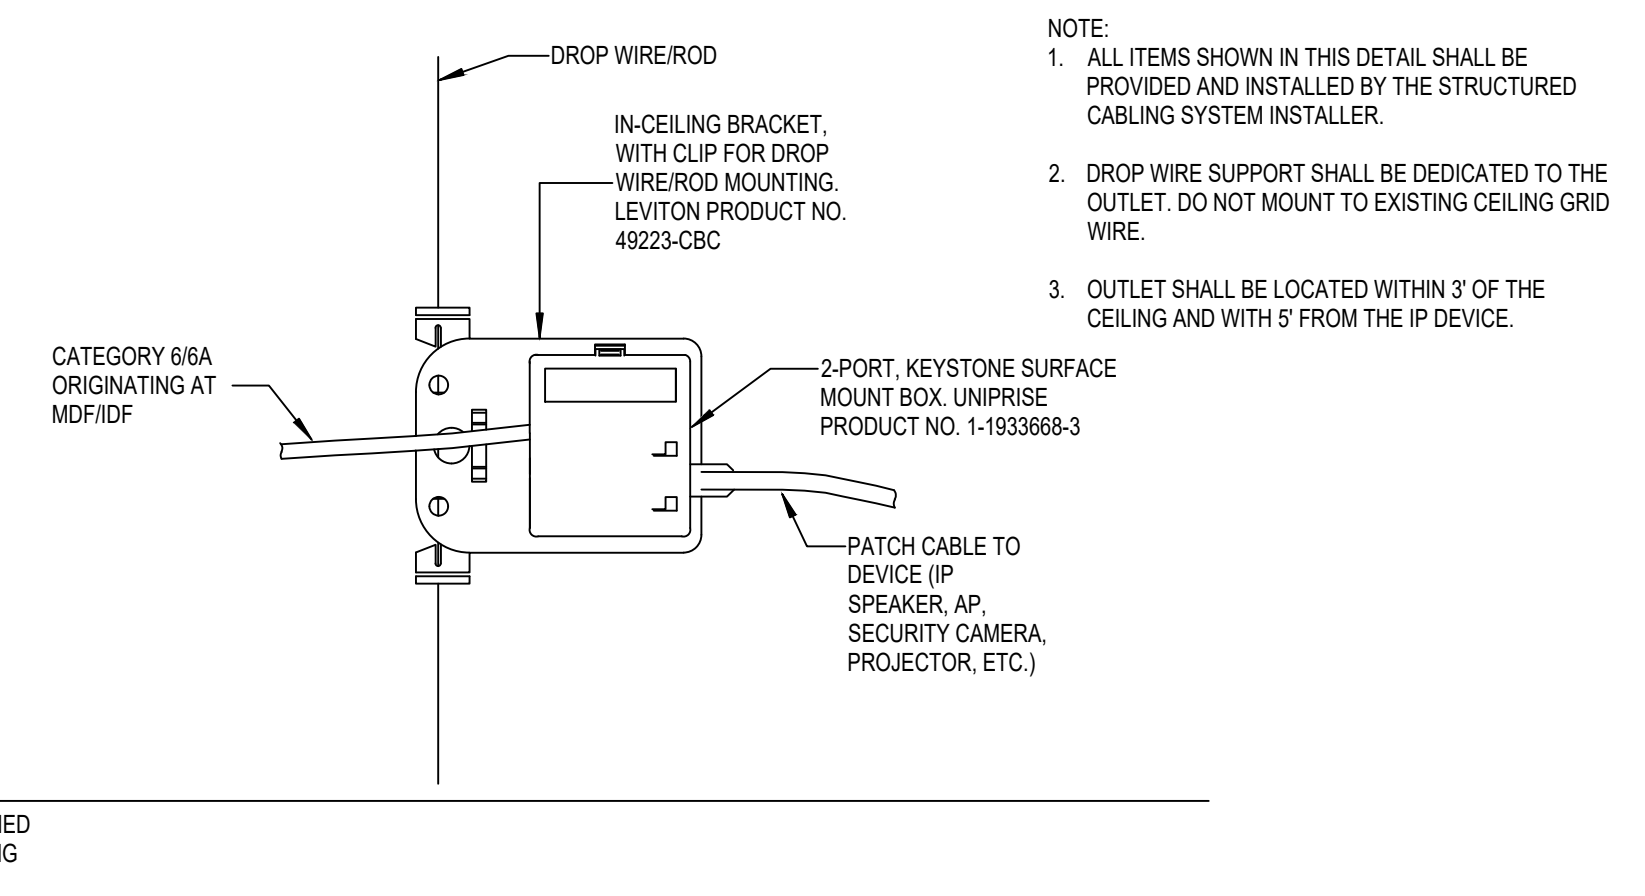 DROP WIRE/ROD
IN-CEILING BRACKET,
WITH CLIP FOR DROP
WIRE/ROD MOUNTING.
LEVITON PRODUCT NO.
49223-CBC
NOTE:
1. ALL ITEMS SHOWN IN THIS DETAIL SHALL BE
PROVIDED AND INSTALLED BY THE STRUCTURED
CABLING SYSTEM INSTALLER.
2. DROP WIRE SUPPORT SHALL BE DEDICATED TO THE
OUTLET. DO NOT MOUNT TO EXISTING CEILING GRID
WIRE.
3. OUTLET SHALL BE LOCATED WITHIN 3' OF THE
CEILING AND WITH 5' FROM THE IP DEVICE.
CATEGORY 6/6A
ORIGINATING AT
MDF/IDF
2-PORT, KEYSTONE SURFACE
MOUNT BOX. UNIPRISE
PRODUCT NO. 1-1933668-3
PATCH CABLE TO
DEVICE (IP
SPEAKER, AP,
SECURITY CAMERA,
PROJECTOR, ETC.)